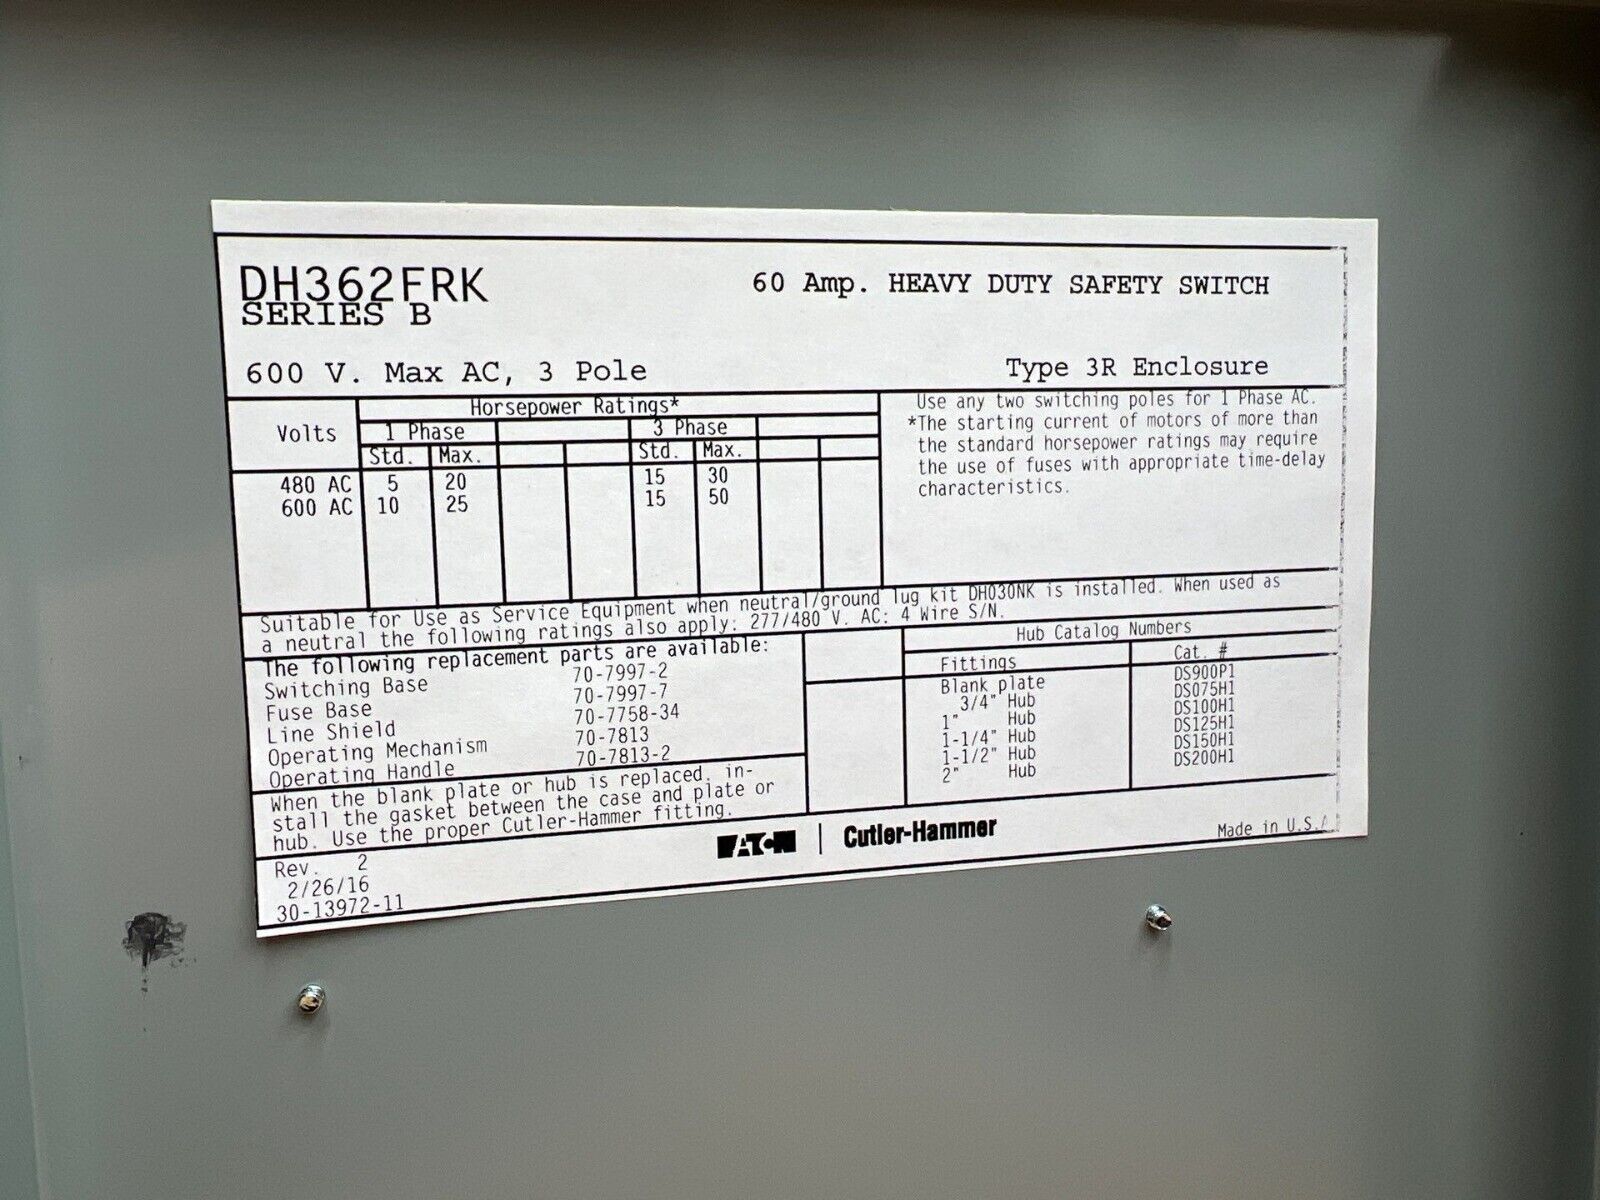 DH362FRK
SERIES B
60 Amp. HEAVY DUTY SAFETY SWITCH
600 V. Max AC, 3 Pole
Type 3R Enclosure
Volts
Horsepower Ratings*
1 Phase
3 Phase
Std. Max. Std. Max.
480 AC 5 20 15 30
600 AC 10 25 15 50
Use any two switching poles for 1 Phase AC.
*The starting current of motors of more than
the standard horsepower ratings may require
the use of fuses with appropriate time-delay
characteristics.
Suitable for Use as Service Equipment when neutral/ground lug kit DH030NK is installed. When used as
a neutral the following ratings also apply: 277/480 V. AC: 4 Wire S/N.
The following replacement parts are available:
Switching Base 70-7997-2
Fuse Base 70-7997-7
Line Shield 70-7758-34
Operating Mechanism 70-7813
Operating Handle 70-7813-2
When the blank plate or hub is replaced, in-
stall the gasket between the case and plate or
hub. Use the proper Cutler-Hammer fitting.
Hub Catalog Numbers
Fittings Cat. #
Blank plate DS900P1
3/4" Hub DS075H1
1" Hub DS100H1
1-1/4" Hub DS125H1
1-1/2" Hub DS150H1
2" Hub DS200H1
Rev. 2
2/26/16
30-13972-11
EATON | Cutler-Hammer
Made in U.S.A